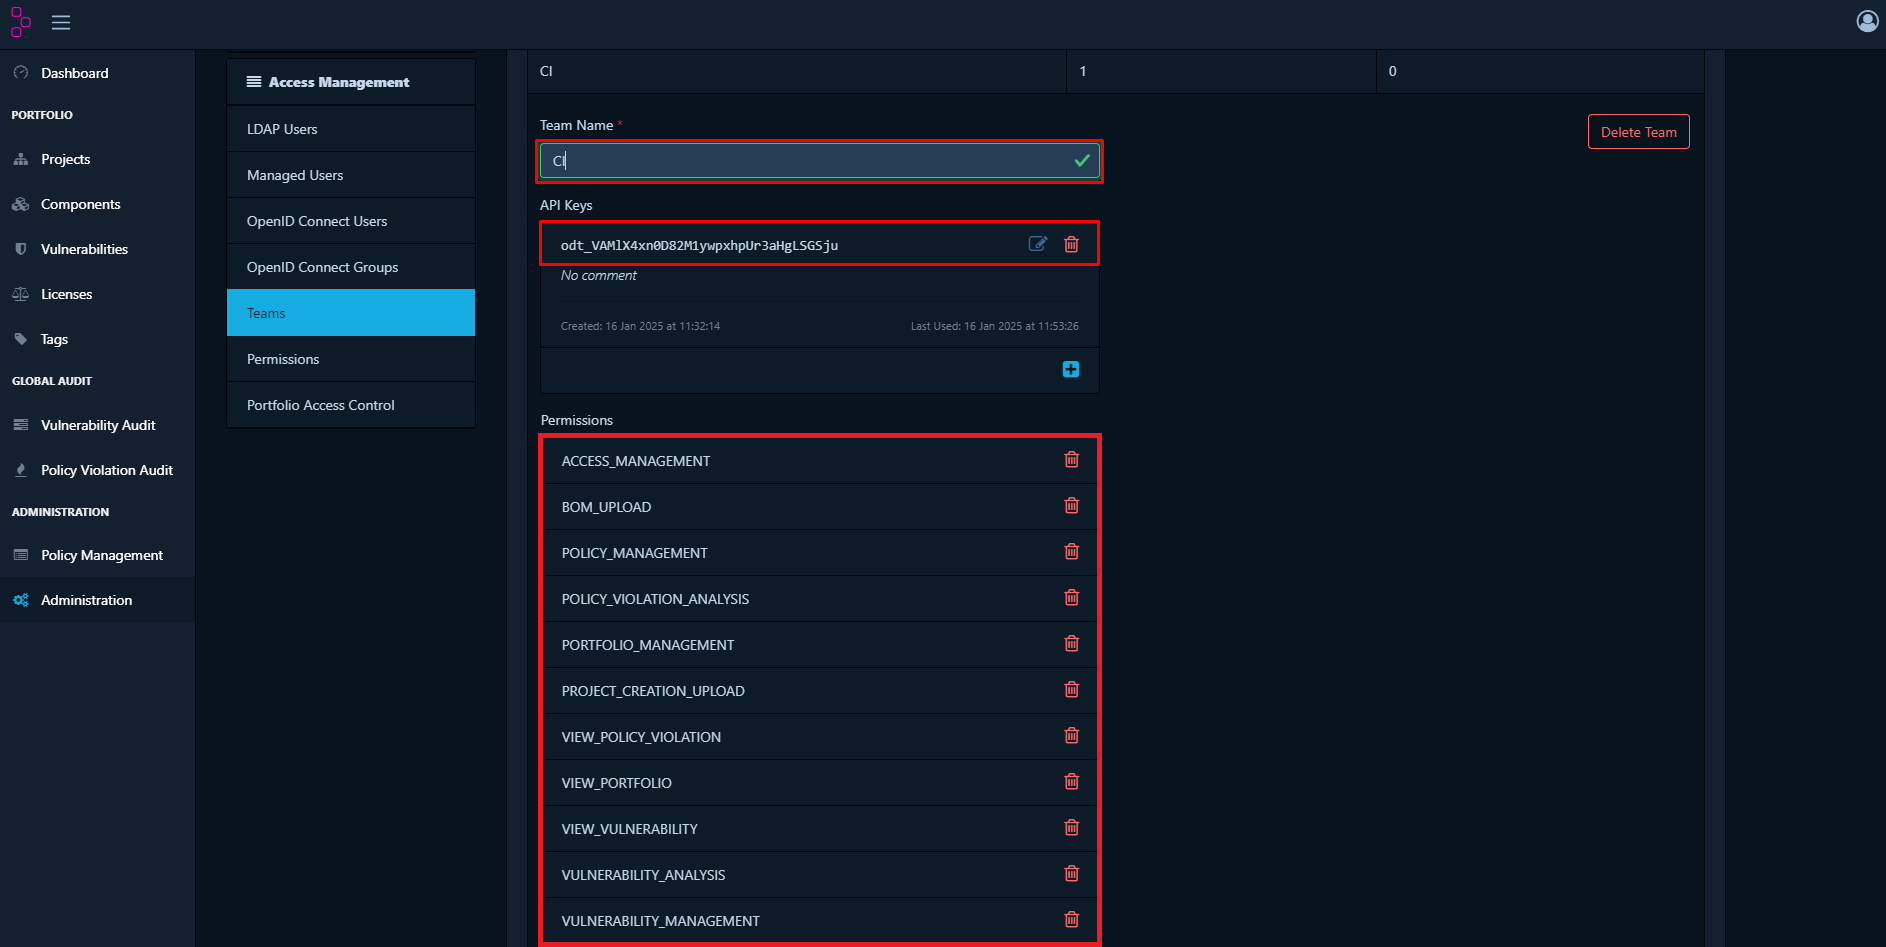 Dashboard
PORTFOLIO
Projects
Components
Vulnerabilities
Licenses
Tags
GLOBAL AUDIT
Vulnerability Audit
Policy Violation Audit
ADMINISTRATION
Policy Management
Administration
Access Management
LDAP Users
Managed Users
OpenID Connect Users
OpenID Connect Groups
Teams
Permissions
Portfolio Access Control
CI 1 0
Team Name *
Delete Team
CI
API Keys
odt_VAMlX4xn0D82M1ywpxhpUr3aHgLSGSju
No comment
Created: 16 Jan 2025 at 11:32:14 Last Used: 16 Jan 2025 at 11:53:26
Permissions
ACCESS_MANAGEMENT
BOM_UPLOAD
POLICY_MANAGEMENT
POLICY_VIOLATION_ANALYSIS
PORTFOLIO_MANAGEMENT
PROJECT_CREATION_UPLOAD
VIEW_POLICY_VIOLATION
VIEW_PORTFOLIO
VIEW_VULNERABILITY
VULNERABILITY_ANALYSIS
VULNERABILITY_MANAGEMENT